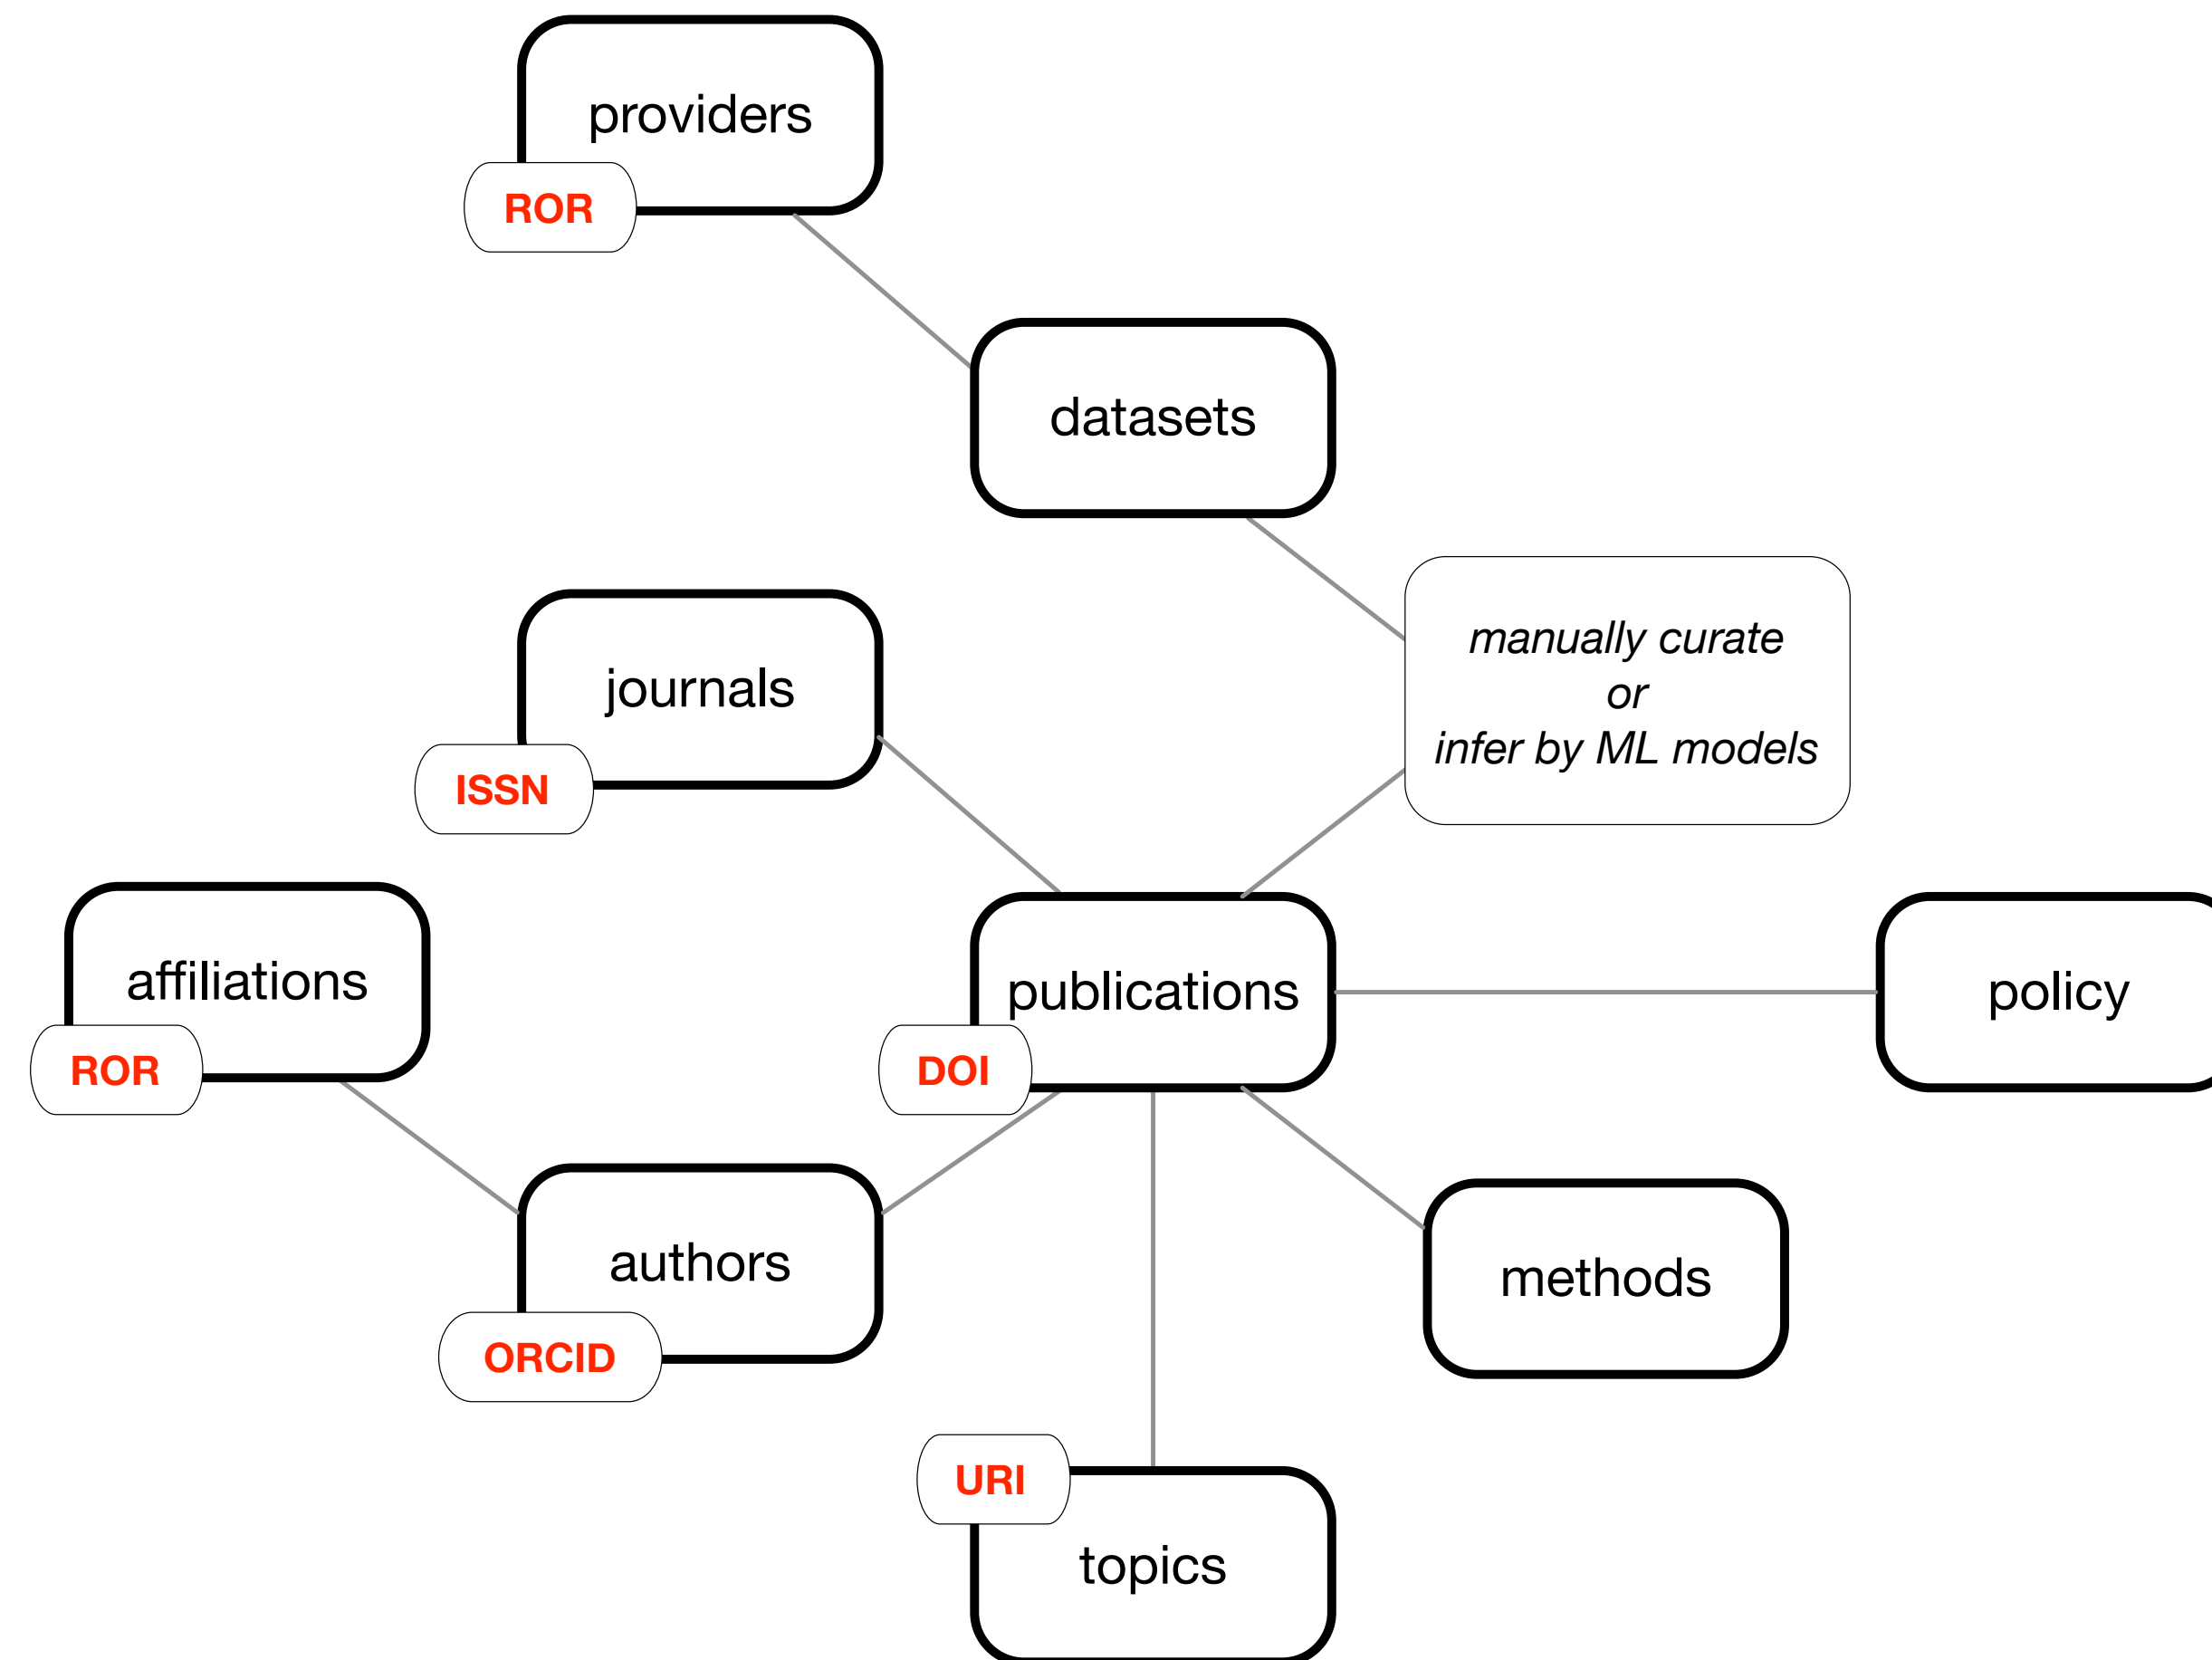 providers
ROR
datasets
manually curate
or
infer by ML models
journals
ISSN
affiliations
ROR
publications
DOI
policy
authors
ORCID
methods
URI
topics